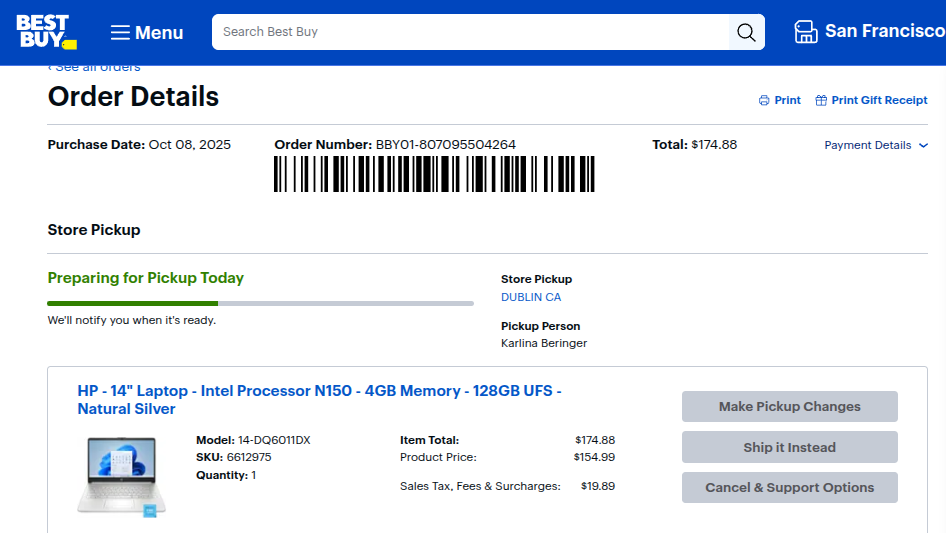 BEST
BUY
Menu
Search Best Buy
San Francisco
‹ See all orders
Order Details
Print
Print Gift Receipt
Purchase Date: Oct 08, 2025
Order Number: BBY01-807095504264
Total: $174.88
Payment Details
Store Pickup
Preparing for Pickup Today
We'll notify you when it's ready.
Store Pickup
DUBLIN CA
Pickup Person
Karlina Beringer
HP - 14" Laptop - Intel Processor N150 - 4GB Memory - 128GB UFS -
Natural Silver
Model: 14-DQ6011DX
SKU: 6612975
Quantity: 1
Item Total: $174.88
Product Price: $154.99
Sales Tax, Fees & Surcharges: $19.89
Make Pickup Changes
Ship it Instead
Cancel & Support Options